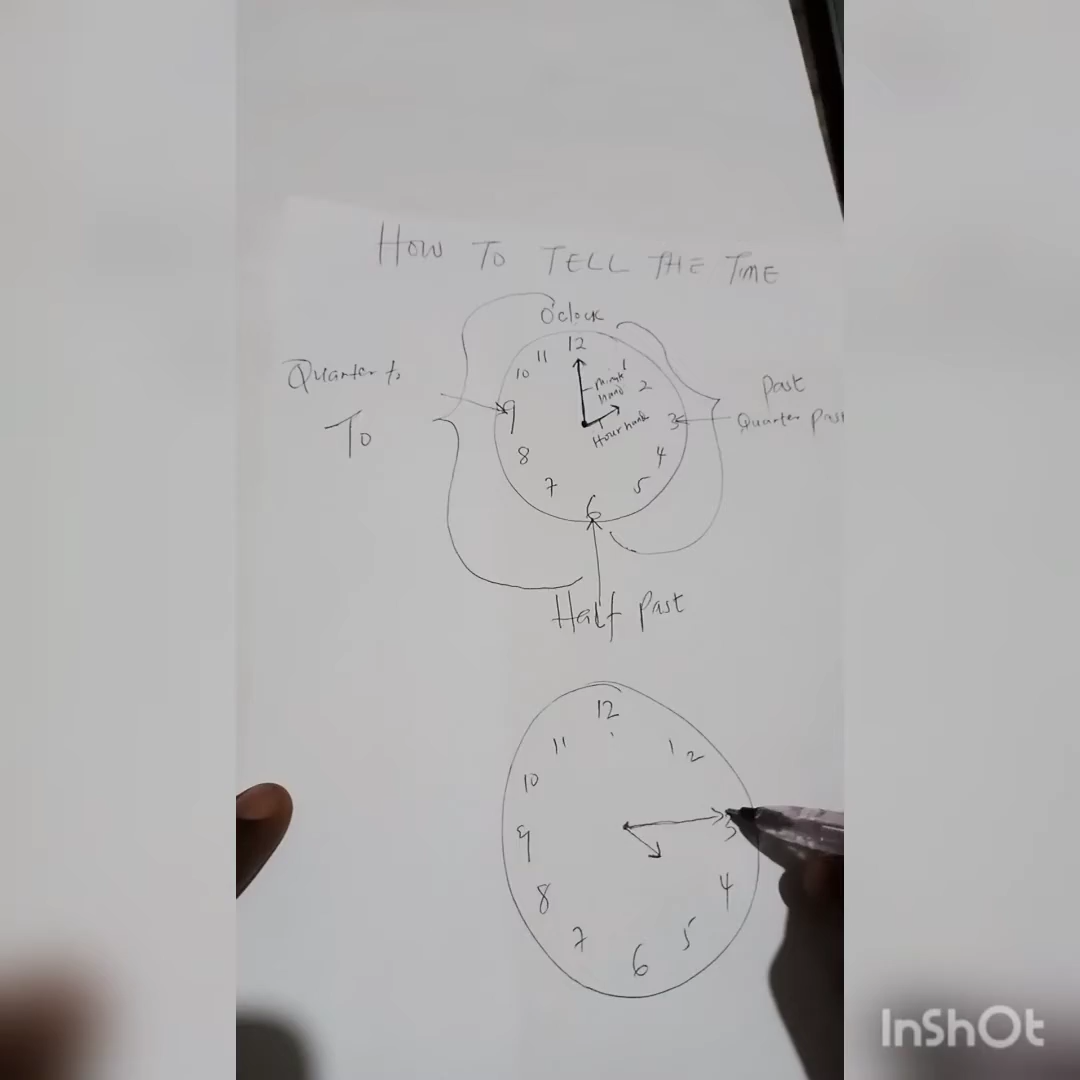 HOW TO TELL THE TIME
O'clock
Quarter to
To
Past
Quarter past
12
11
1
10
2
9
3
8
4
7
5
6
minute hand
Hour hand
Half past
12
11
1
2
10
9
3
8
4
7
5
6
InShOt